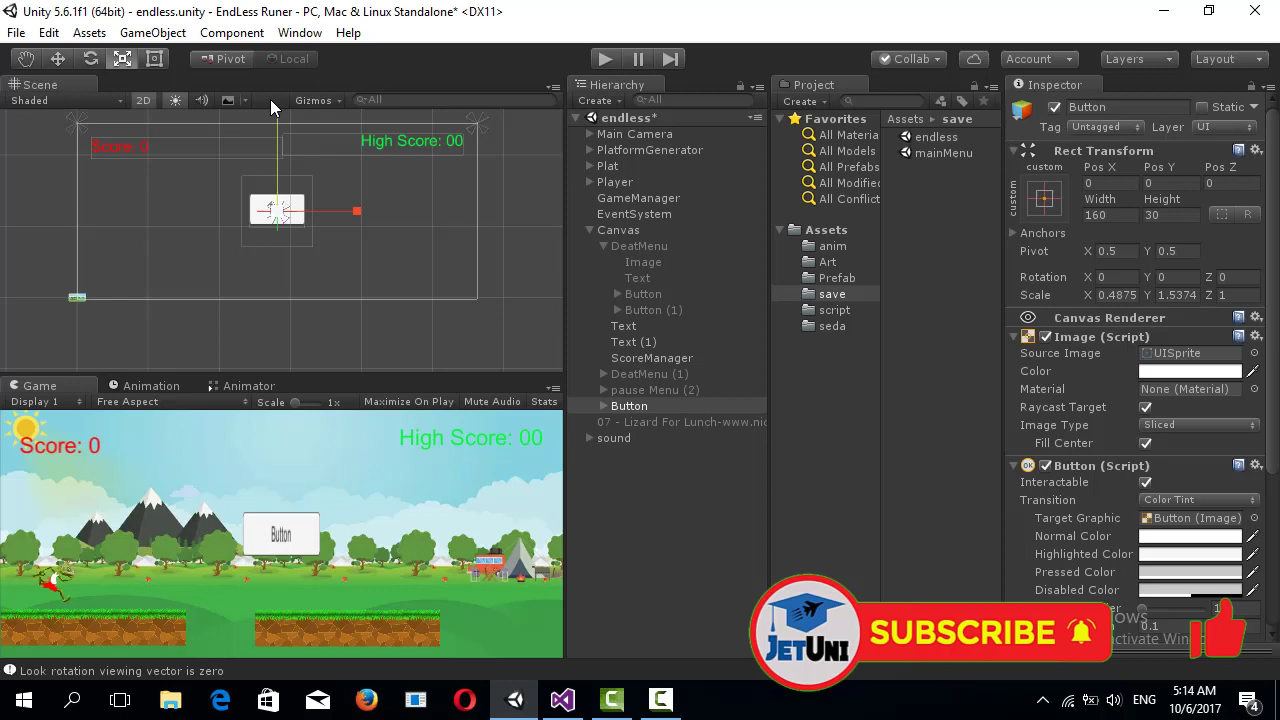 Unity 5.6.1f1 (64bit) - endless.unity - EndLess Runer - PC, Mac & Linux Standalone* <DX11>
File Edit Assets GameObject Component Window Help
Pivot Local Collab Account Layers Layout
Scene
Shaded 2D Gizmos All
Score: 0
High Score: 00
Game Animation Animator
Display 1 Free Aspect Scale 1x Maximize On Play Mute Audio Stats
Score: 0
High Score: 00
Button
Look rotation viewing vector is zero
Hierarchy
Create All
endless*
Main Camera
PlatformGenerator
Plat
Player
GameManager
EventSystem
Canvas
DeatMenu
Image
Text
Button
Button (1)
Text
Text (1)
ScoreManager
DeatMenu (1)
pause Menu (2)
Button
07 - Lizard For Lunch-www.nic
sound
Project
Create
Favorites
All Materia
All Models
All Prefabs
All Modified
All Conflict
Assets
anim
Art
Prefab
save
script
seda
Assets save
endless
mainMenu
Inspector
Button Static
Tag Untagged Layer UI
Rect Transform
custom Pos X Pos Y Pos Z
custom
0 0 0
Width Height
160 30 R
Anchors
Pivot X 0.5 Y 0.5
Rotation X 0 Y 0 Z 0
Scale X 0.4875 Y 1.5374 Z 1
Canvas Renderer
Image (Script)
Source Image UISprite
Color
Material None (Material)
Raycast Target
Image Type Sliced
Fill Center
Button (Script)
OK
Interactable
Transition Color Tint
Target Graphic Button (Image)
Normal Color
Highlighted Color
Pressed Color
Disabled Color
0.1
JETUNi
SUBSCRIBE
ENG
5:14 AM
10/6/2017